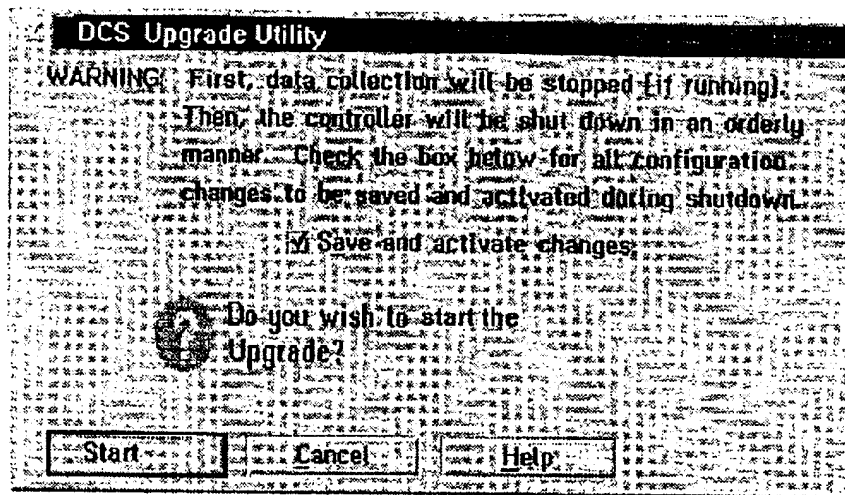 DCS Upgrade Utility
WARNING: First, data collection will be stopped (if running).
Then, the controller will be shut down in an orderly
manner. Check the box below for all configuration
changes to be saved and activated during shutdown.
Save and activate changes.
Do you wish to start the
Upgrade?
Start
Cancel
Help